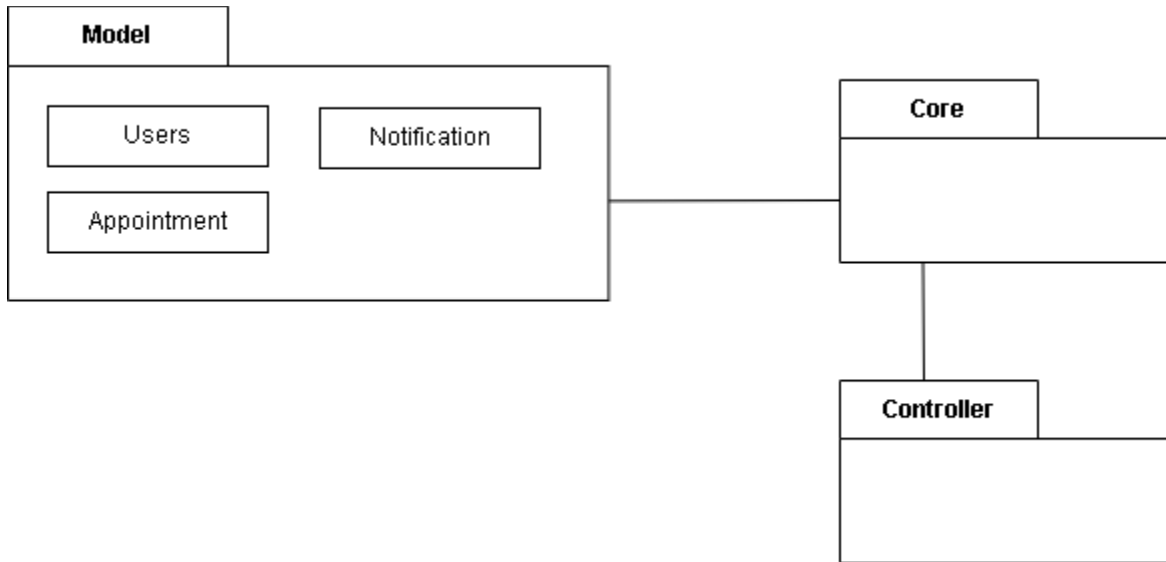 Model
Users
Notification
Appointment
Core
Controller